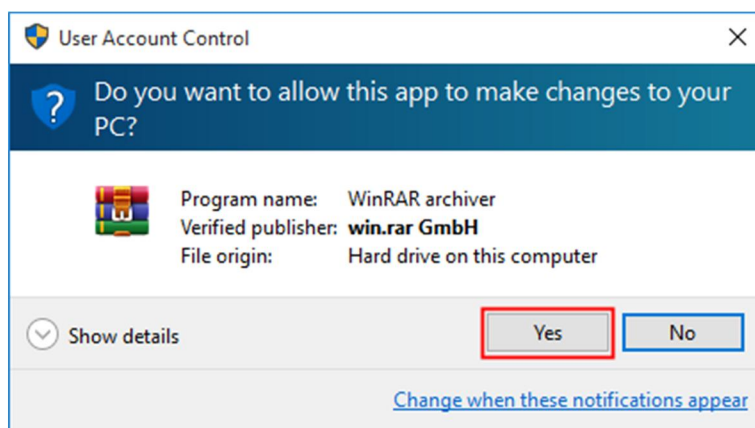 User Account Control
Do you want to allow this app to make changes to your
PC?
Program name: WinRAR archiver
Verified publisher: win.rar GmbH
File origin: Hard drive on this computer
Show details
Yes
No
Change when these notifications appear